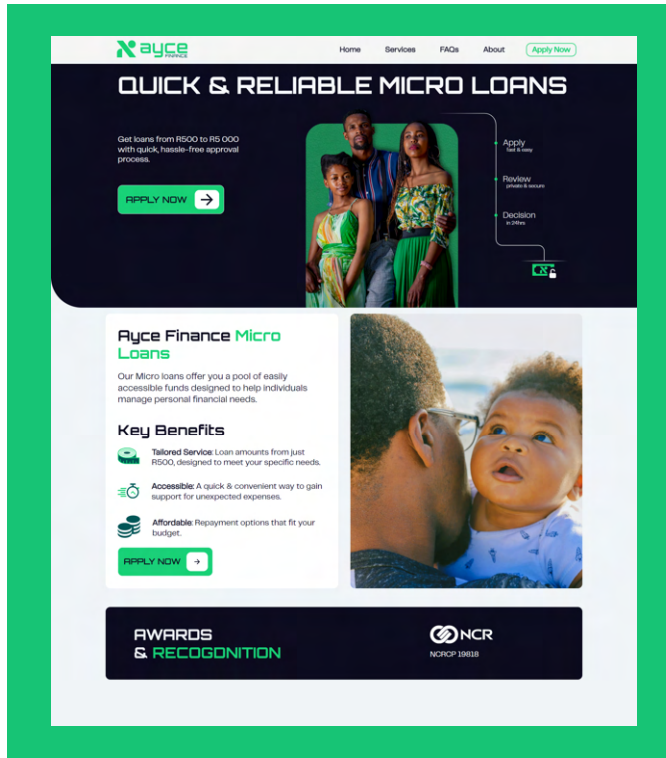 ayce
FINANCE
Home Services FAQs About Apply Now
QUICK & RELIABLE MICRO LOANS
Get loans from R500 to R5 000
with quick, hassle-free approval
process.
APPLY NOW
Apply
fast & easy
Review
private & secure
Decision
in 24hrs
Ayce Finance Micro
Loans
Our Micro loans offer you a pool of easily
accessible funds designed to help individuals
manage personal financial needs.
Key Benefits
Tailored Service: Loan amounts from just
R500, designed to meet your specific needs.
Accessible: A quick & convenient way to gain
support for unexpected expenses.
Affordable: Repayment options that fit your
budget.
APPLY NOW
AWARDS
& RECOGDNITION
NCR
NCRCP 19818